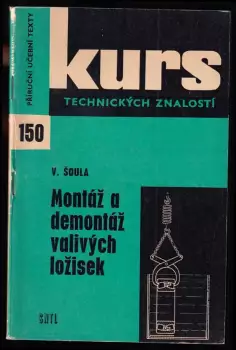 PŘÍRUČNÍ UČEBNÍ TEXTY
kurs
TECHNICKÝCH ZNALOSTÍ
150
V. ŠOULA
Montáž a
demontáž
valivých
ložisek
SNTL